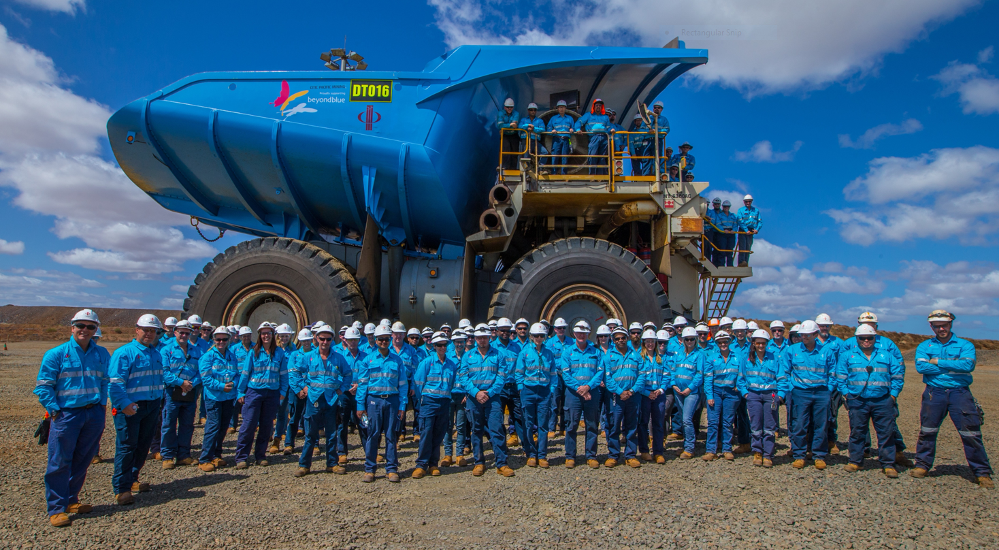 Rectangular Snip
CITIC PACIFIC MINING
Proudly supporting
beyondblue
DT016
MT 6300AC